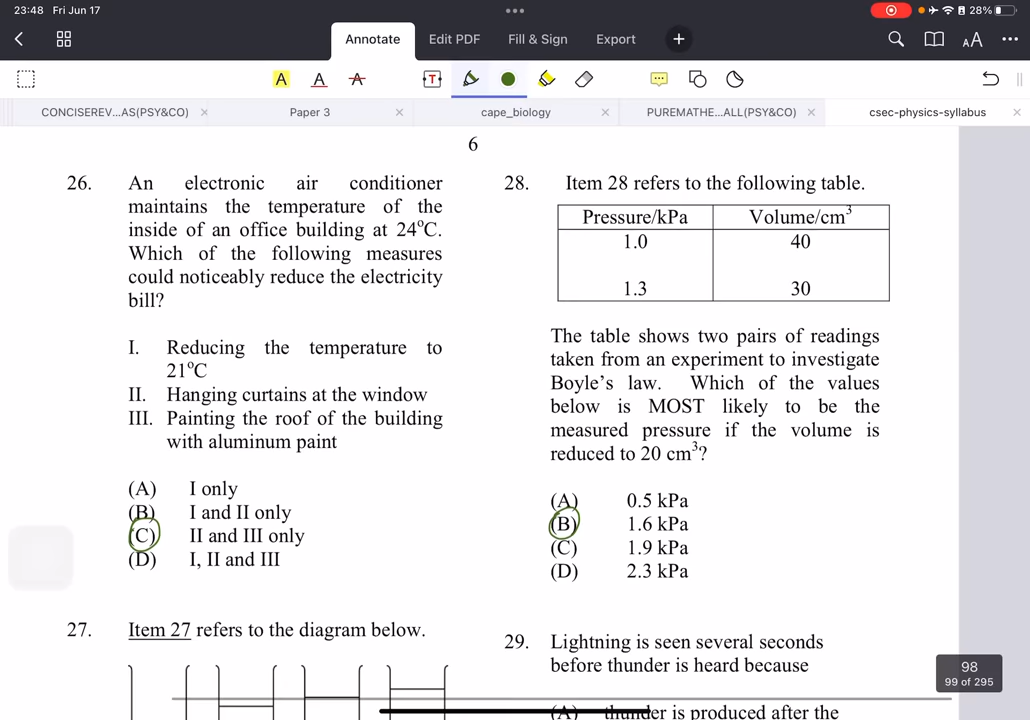 23:48 Fri Jun 17
28%
Annotate Edit PDF Fill & Sign Export
AA
A A A T
CONCISEREV...AS(PSY&CO) Paper 3 cape_biology PUREMATHE...ALL(PSY&CO) csec-physics-syllabus
6
26. An electronic air conditioner
maintains the temperature of the
inside of an office building at 24°C.
Which of the following measures
could noticeably reduce the electricity
bill?
I. Reducing the temperature to
21°C
II. Hanging curtains at the window
III. Painting the roof of the building
with aluminum paint
(A) I only
(B) I and II only
(C) II and III only
(D) I, II and III
27. Item 27 refers to the diagram below.
28. Item 28 refers to the following table.
Pressure/kPa Volume/cm³
1.0 40
1.3 30
The table shows two pairs of readings
taken from an experiment to investigate
Boyle's law. Which of the values
below is MOST likely to be the
measured pressure if the volume is
reduced to 20 cm³?
(A) 0.5 kPa
(B) 1.6 kPa
(C) 1.9 kPa
(D) 2.3 kPa
29. Lightning is seen several seconds
before thunder is heard because
(A) thunder is produced after the
98
99 of 295